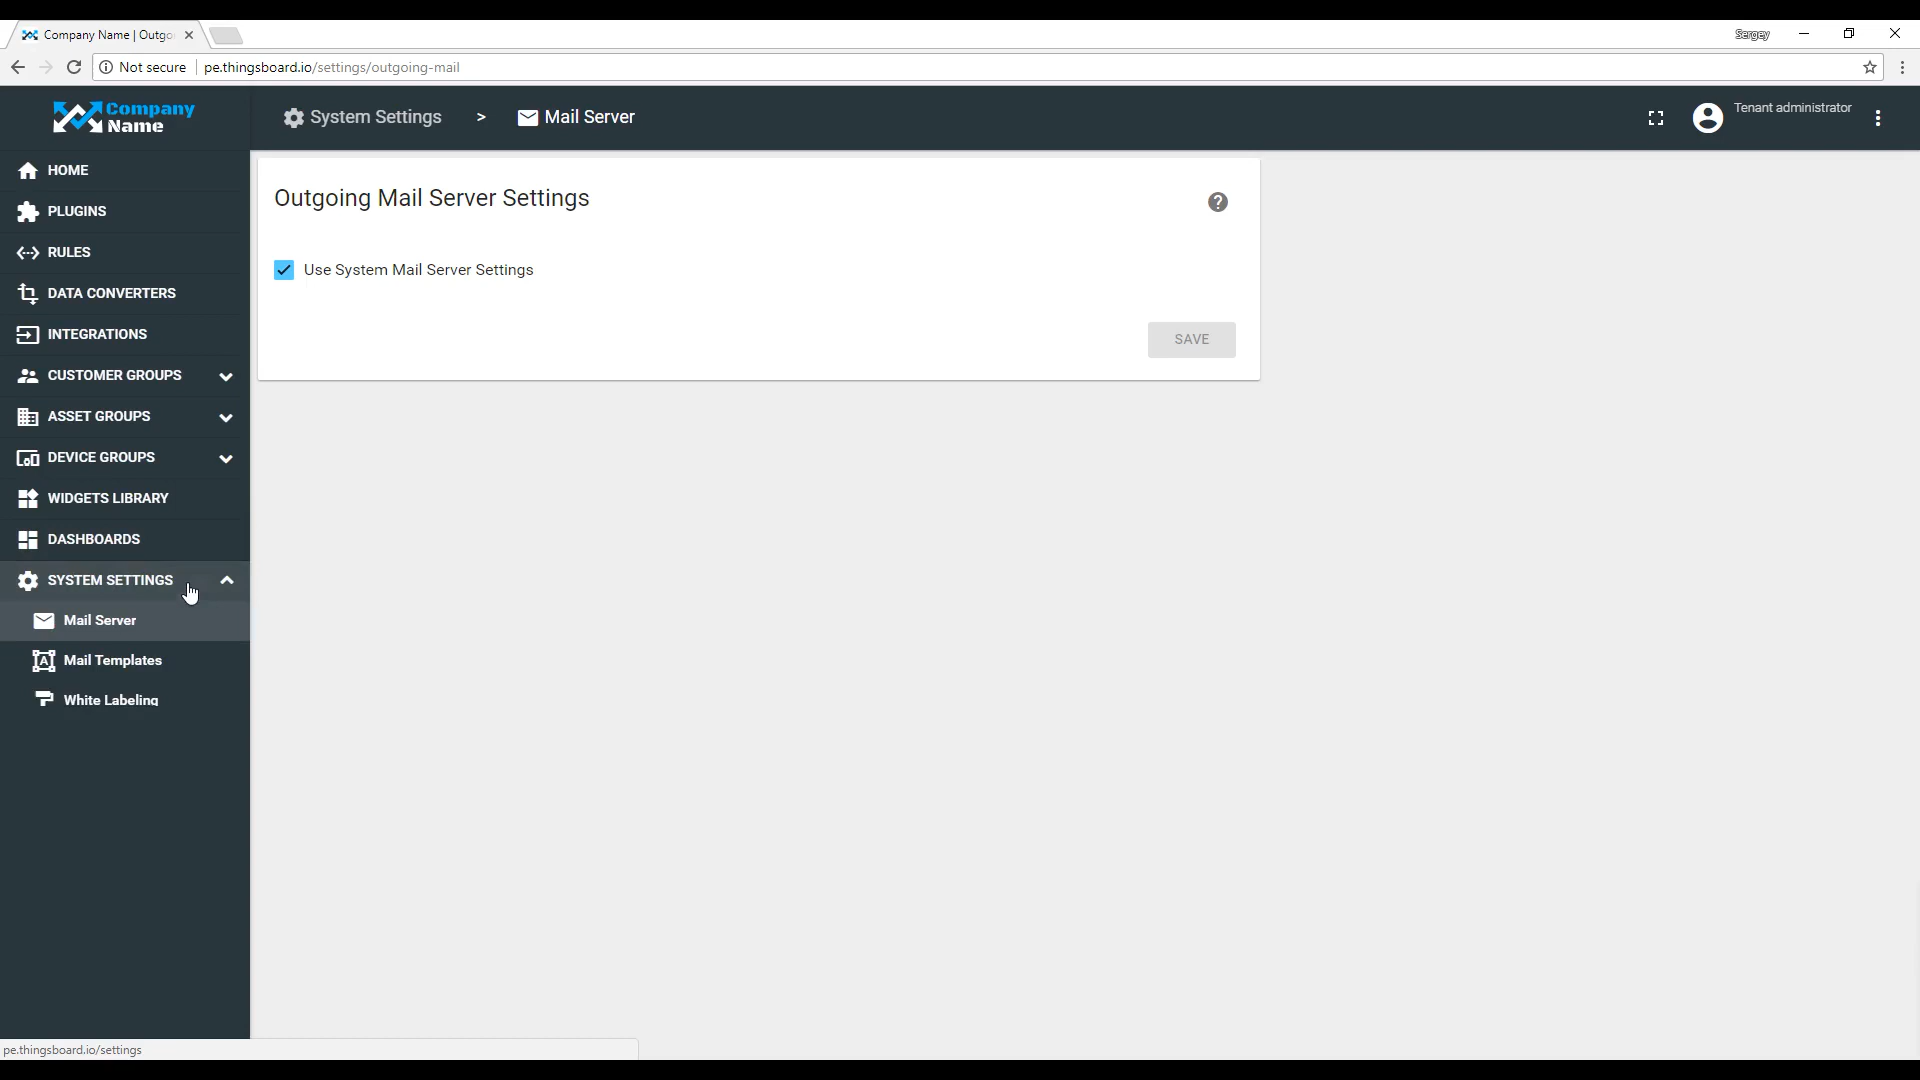 Company Name | Outgo
Sergey
Not secure
pe.thingsboard.io/settings/outgoing-mail
Company
Name
System Settings > Mail Server
Tenant administrator
HOME
PLUGINS
RULES
DATA CONVERTERS
INTEGRATIONS
CUSTOMER GROUPS
ASSET GROUPS
DEVICE GROUPS
WIDGETS LIBRARY
DASHBOARDS
SYSTEM SETTINGS
Mail Server
Mail Templates
White Labeling
Outgoing Mail Server Settings
Use System Mail Server Settings
SAVE
pe.thingsboard.io/settings